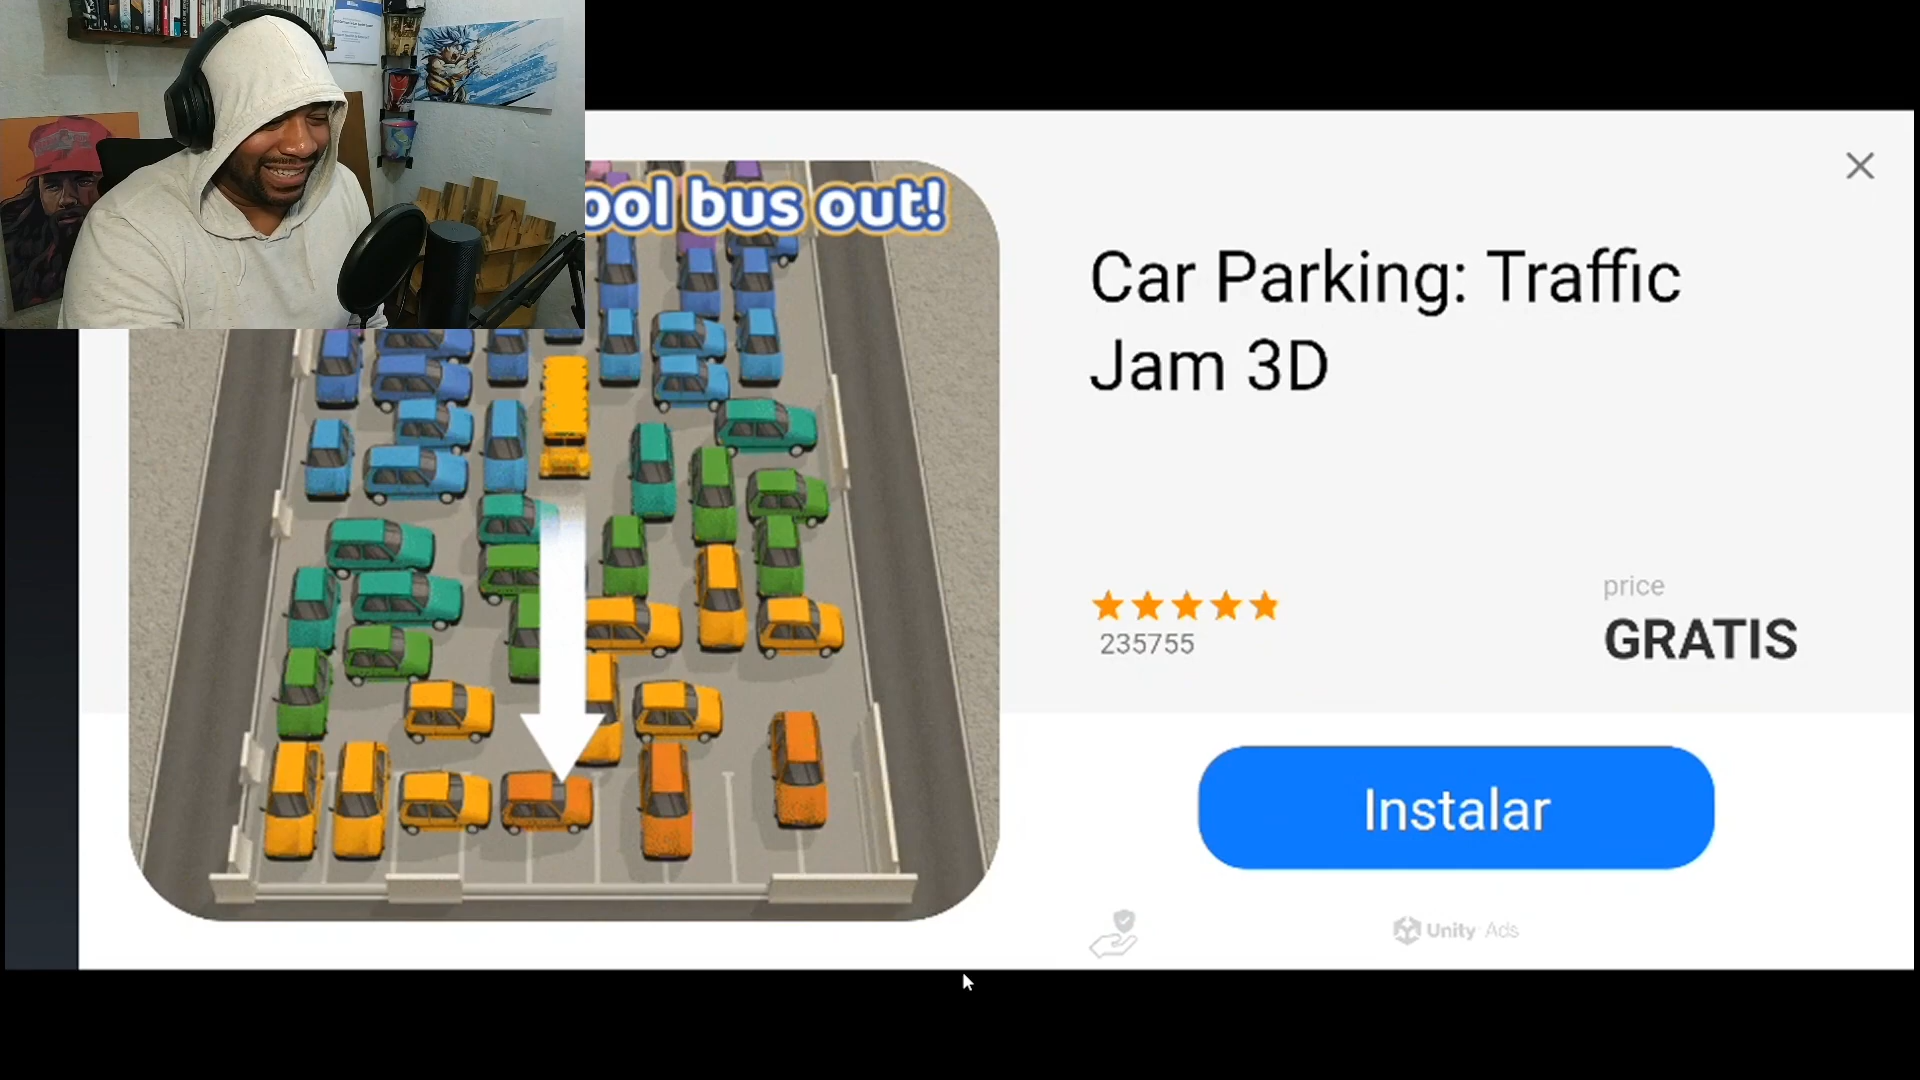 ool bus out!
Car Parking: Traffic
Jam 3D
235755
price
GRATIS
Instalar
Unity Ads